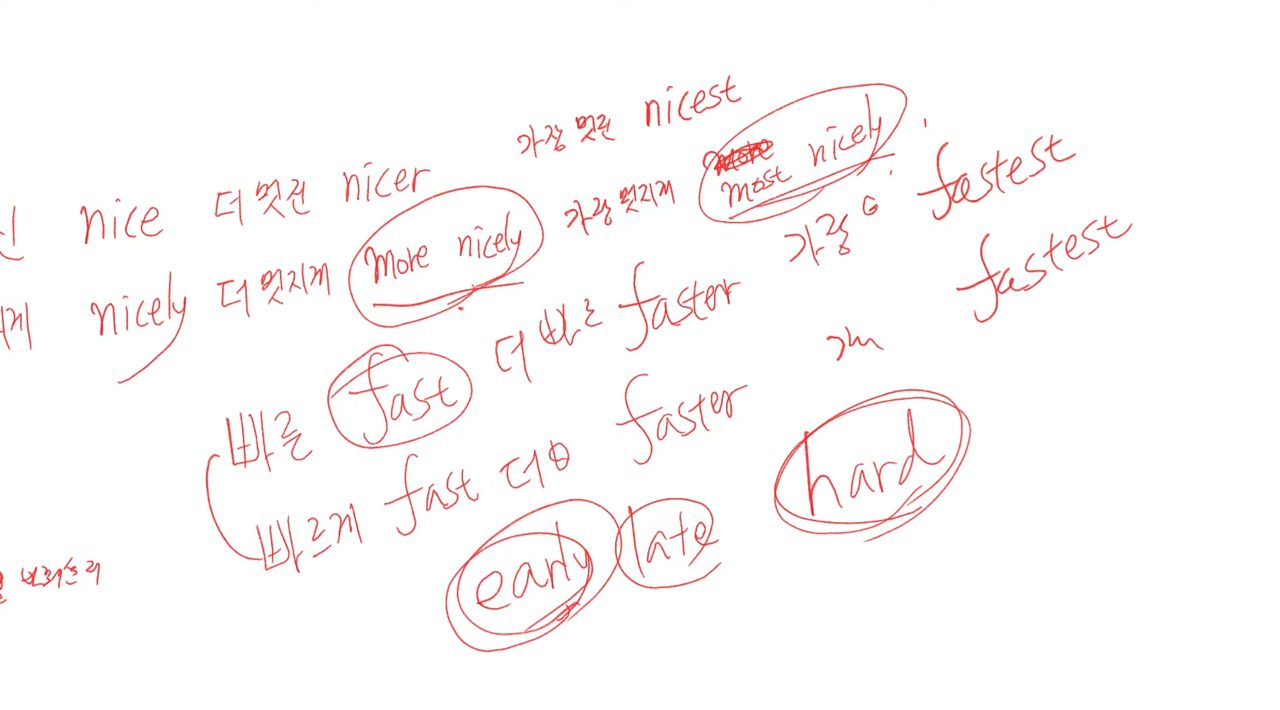 nice 더 멋진 nicer 가장 멋진 nicest
nicely 더 멋지게 more nicely 가장 멋지게 most nicely
빠른 fast 더 빠르 faster 가장 fastest
빠르게 fast 더 faster fastest
early late hard